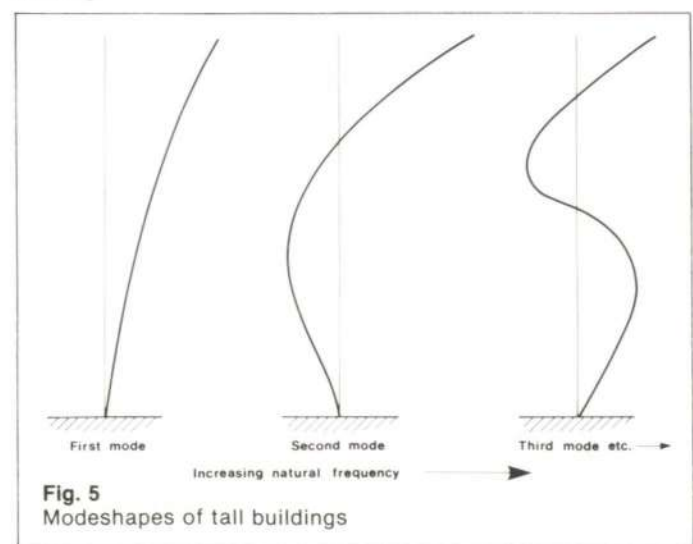 First mode
Second mode
Third mode etc.
Increasing natural frequency
Fig. 5
Modeshapes of tall buildings